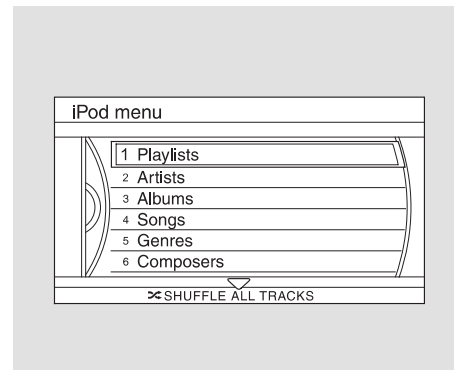 iPod menu
1 Playlists
2 Artists
3 Albums
4 Songs
5 Genres
6 Composers
SHUFFLE ALL TRACKS